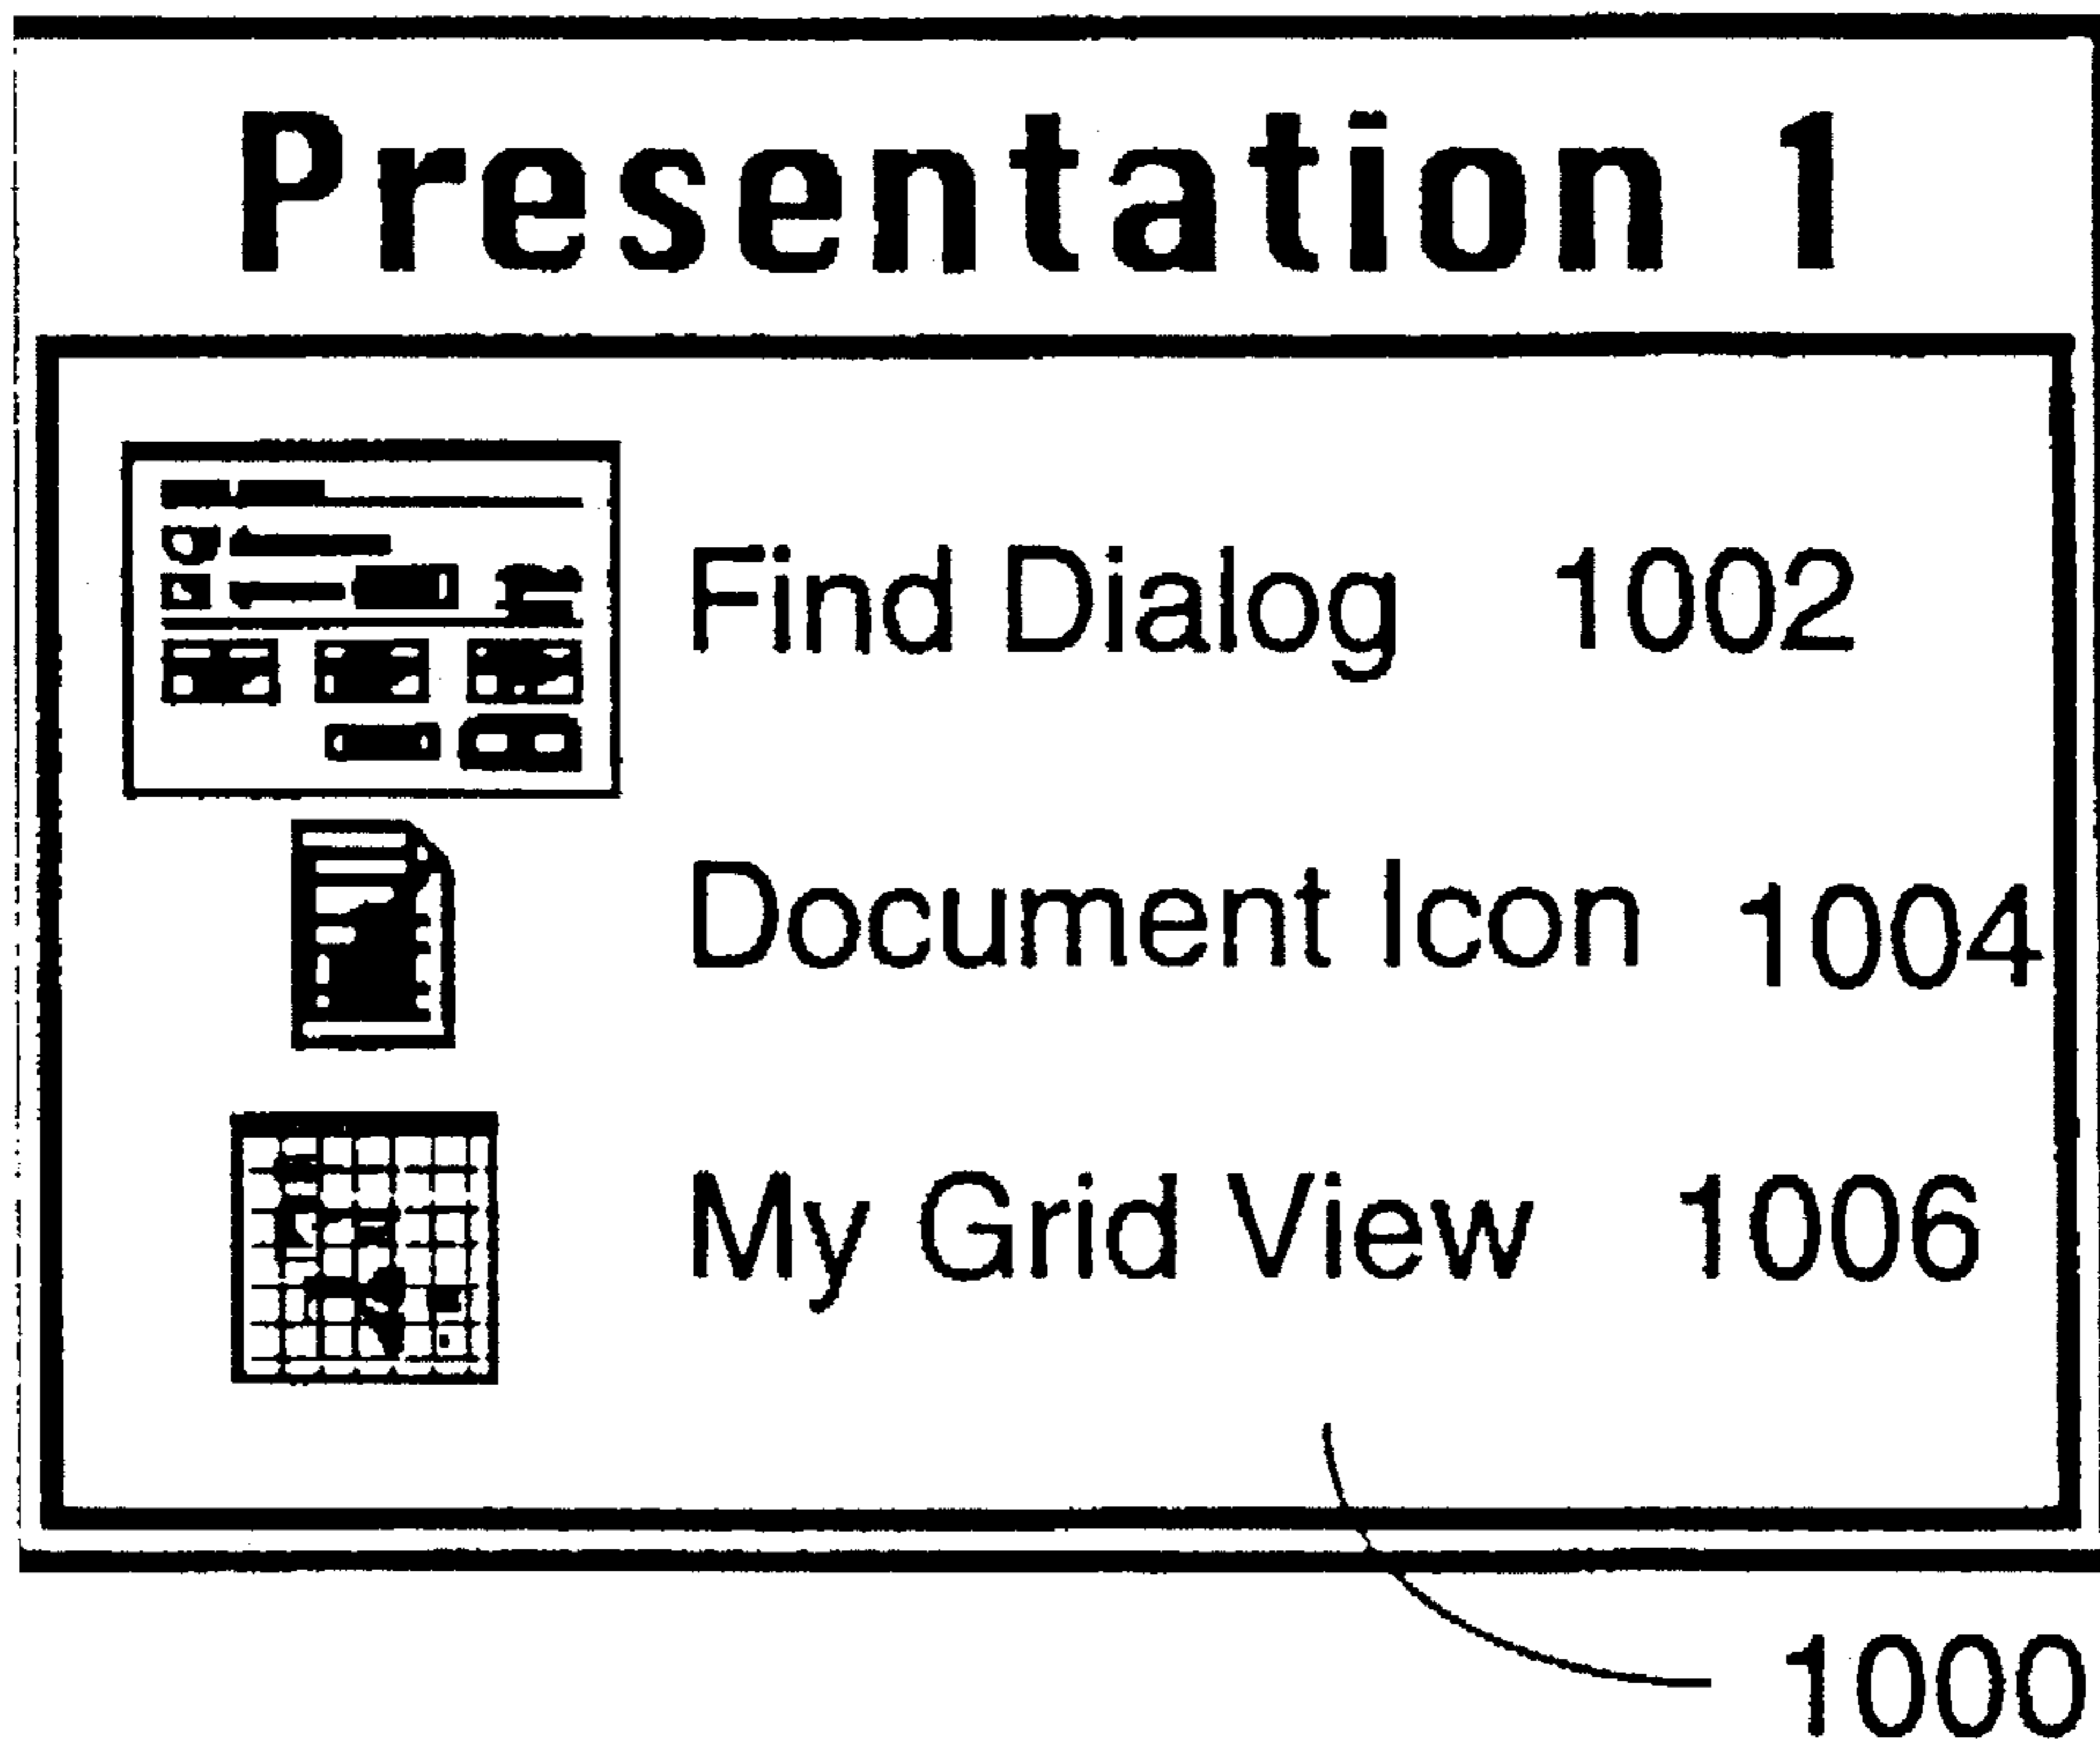 Presentation 1
Find Dialog 1002
Document Icon 1004
My Grid View 1006
1000